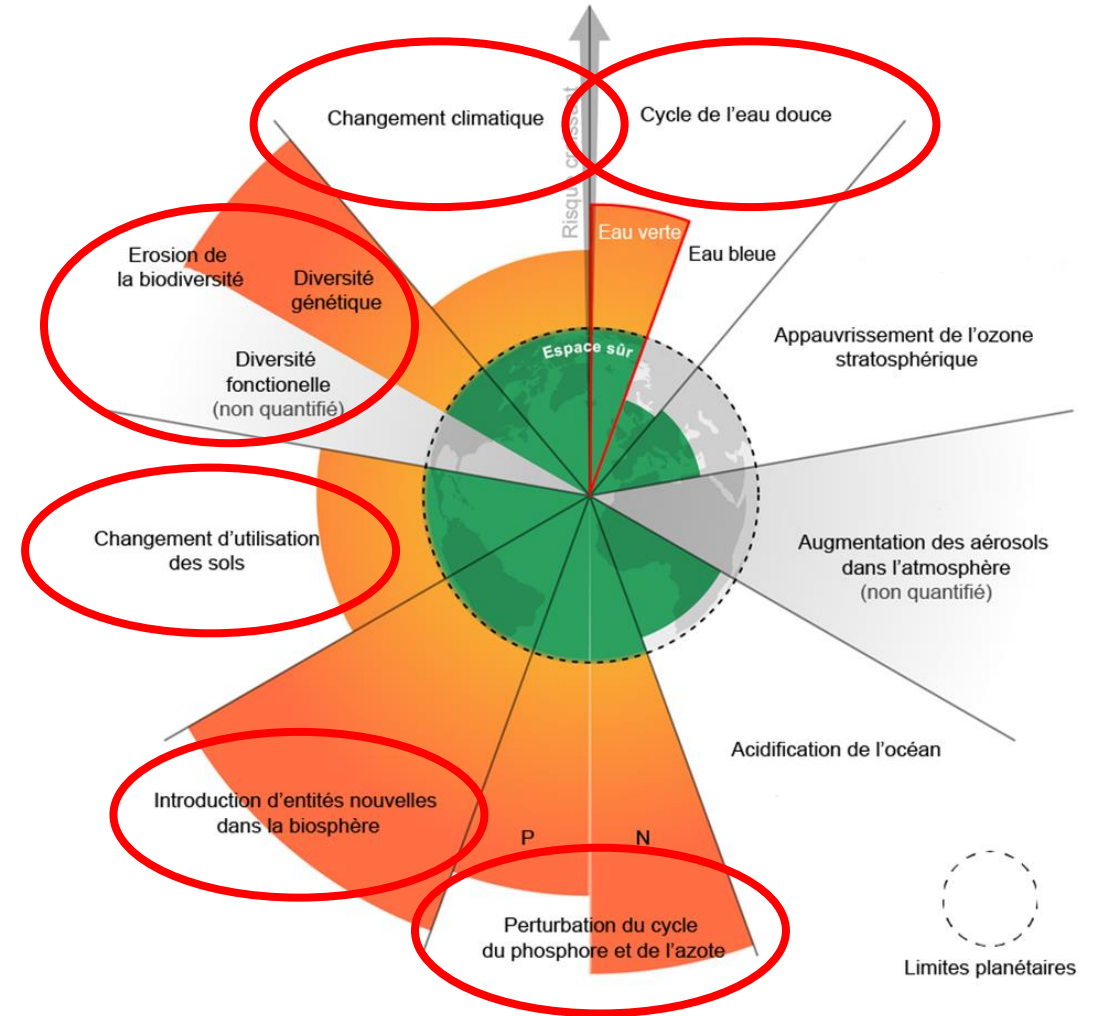 Changement climatique
Cycle de l'eau douce
Risque croissant
Eau verte
Eau bleue
Erosion de
la biodiversité
Diversité
génétique
Diversité
fonctionelle
(non quantifié)
Espace sûr
Appauvrissement de l'ozone
stratosphérique
Changement d'utilisation
des sols
Augmentation des aérosols
dans l'atmosphère
(non quantifié)
Acidification de l'océan
Introduction d'entités nouvelles
dans la biosphère
P
N
Perturbation du cycle
du phosphore et de l'azote
Limites planétaires